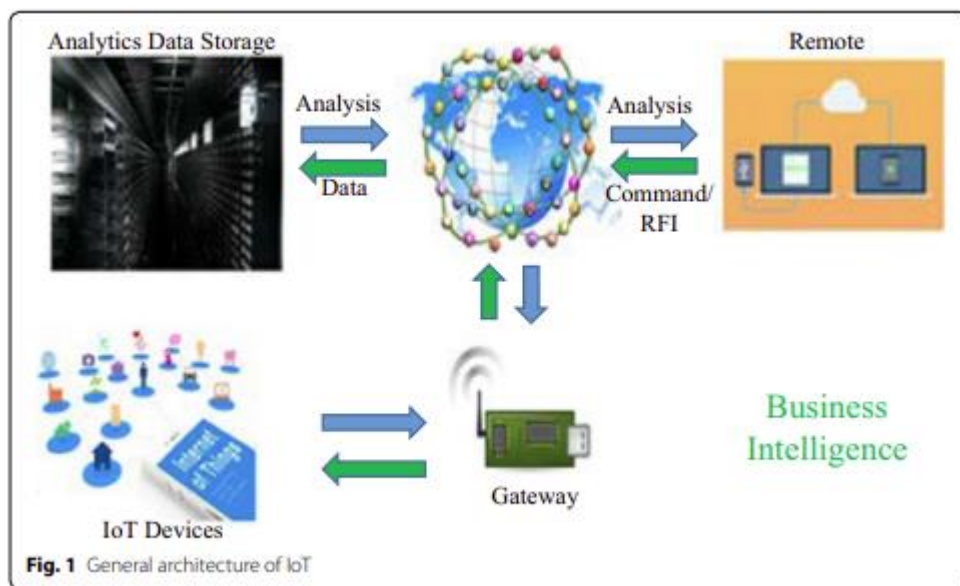 Analytics Data Storage
Remote
Analysis
Data
Analysis
Command/
RFI
Internet
of Things
IoT Devices
Gateway
Business
Intelligence
Fig. 1 General architecture of IoT